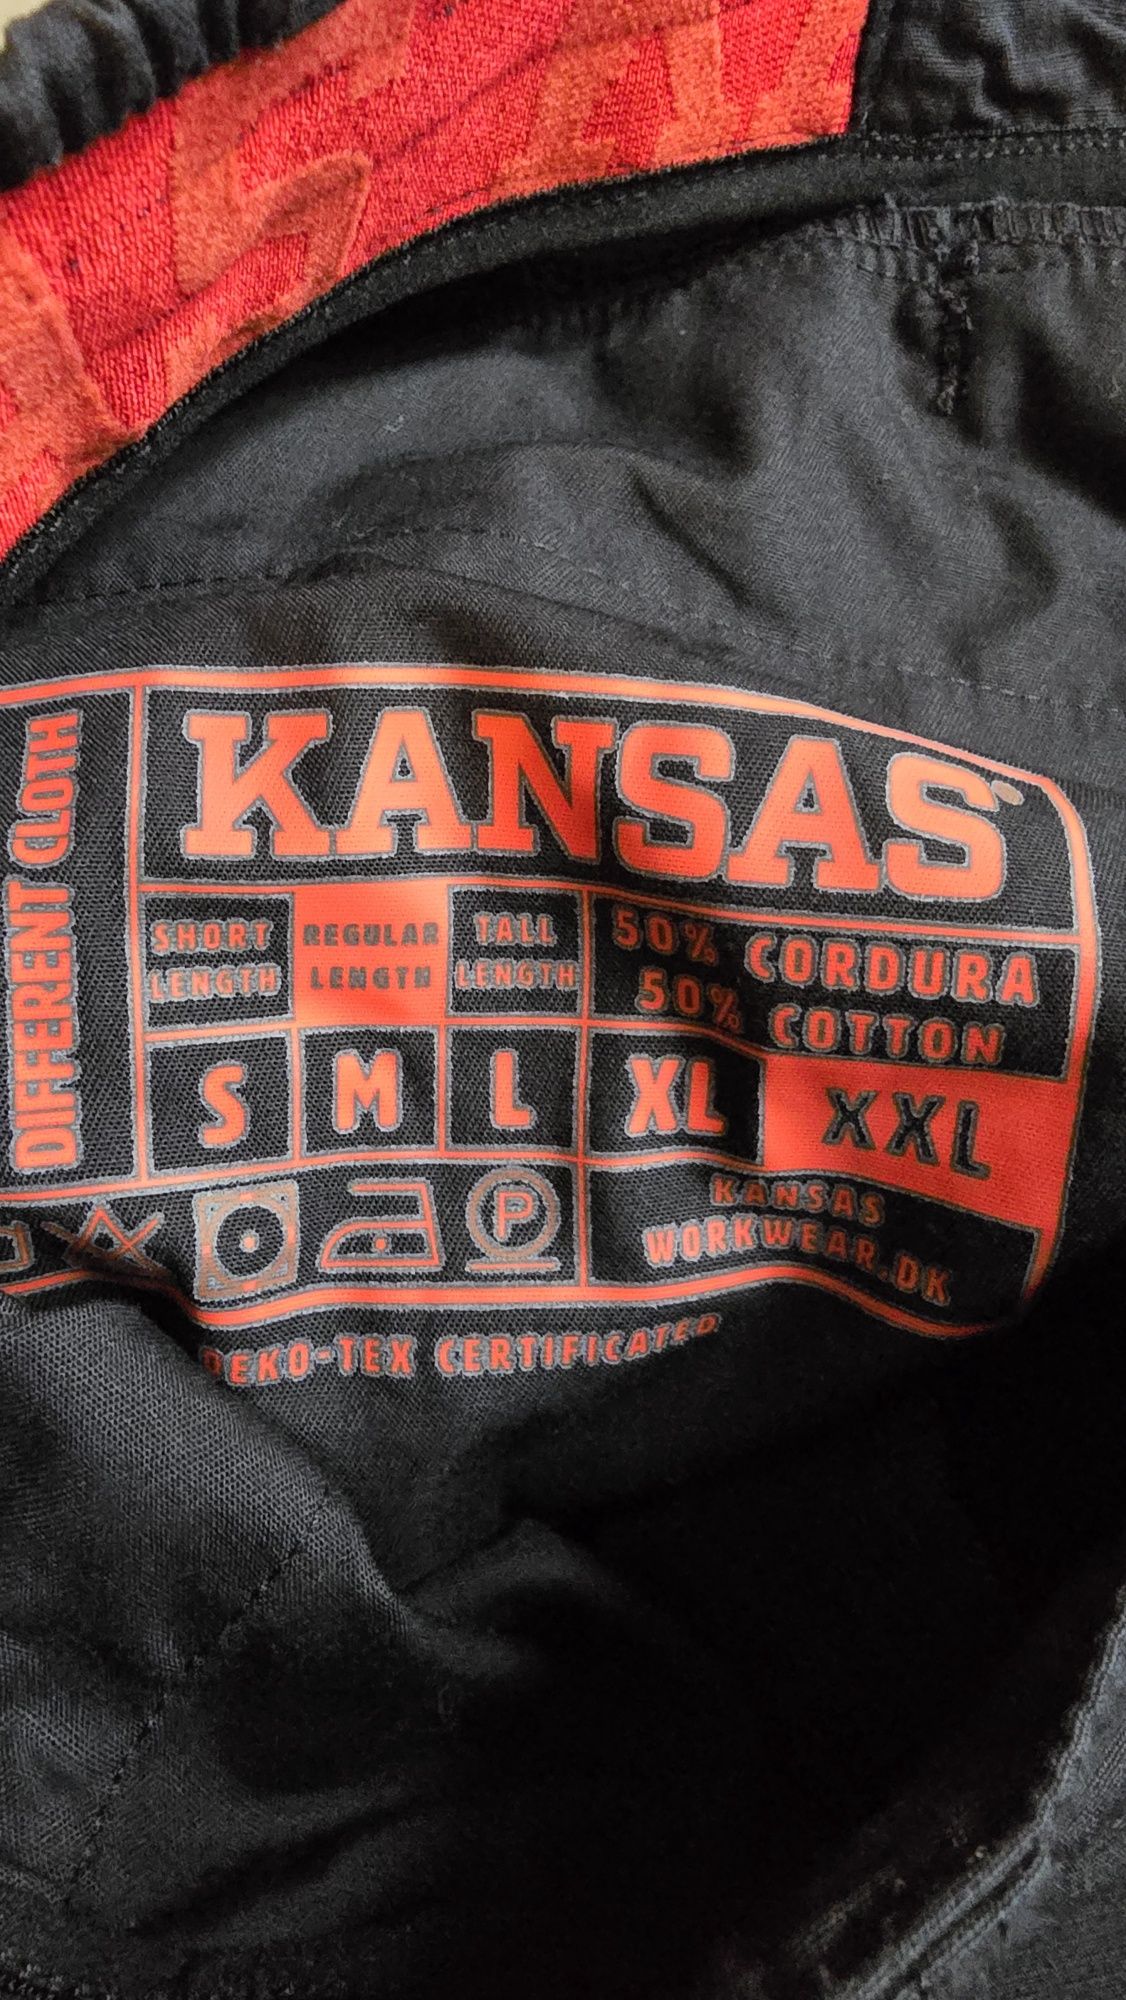 DIFFERENT CLOTH
KANSAS
SHORT LENGTH
REGULAR LENGTH
TALL LENGTH
50% CORDURA
50% COTTON
S M L XL XXL
P
KANSAS
WORKWEAR.DK
OEKO-TEX CERTIFICATED